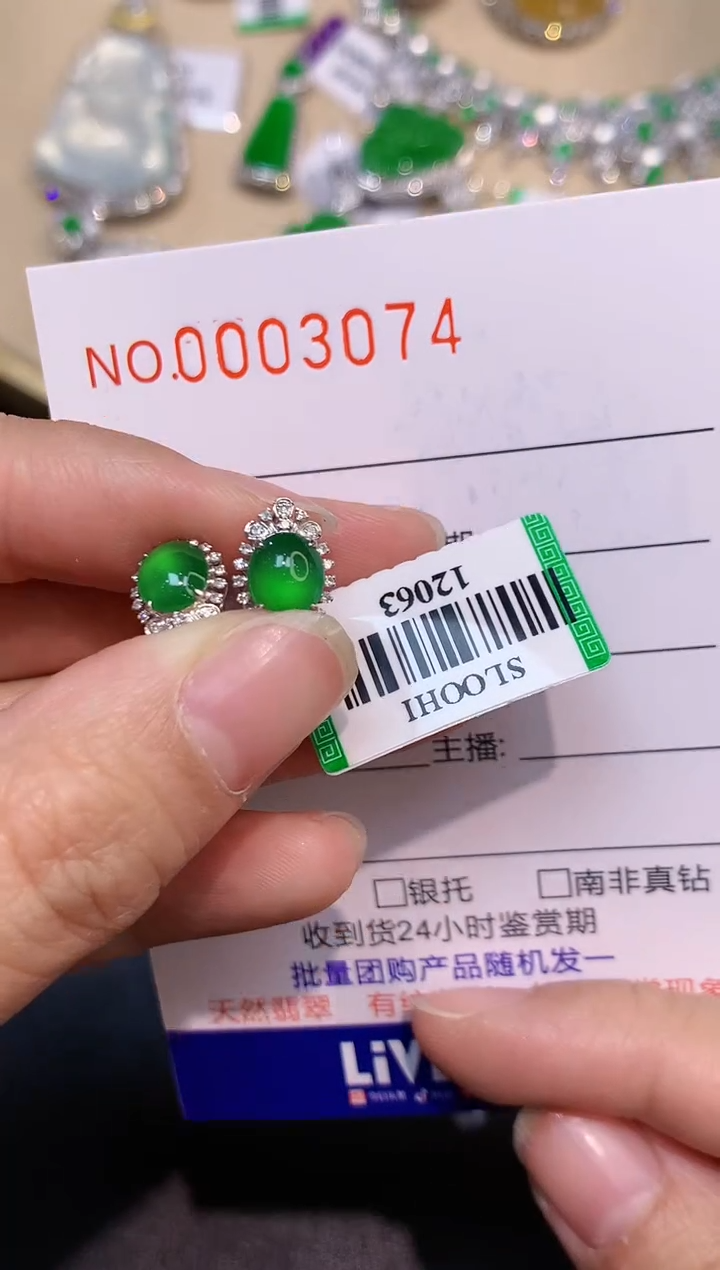 NO.0003074
12063
SLOOHI
主播:
□银托 □南非真钻
收到货24小时鉴赏期
批量团购产品随机发一
天然翡翠 有
LiV